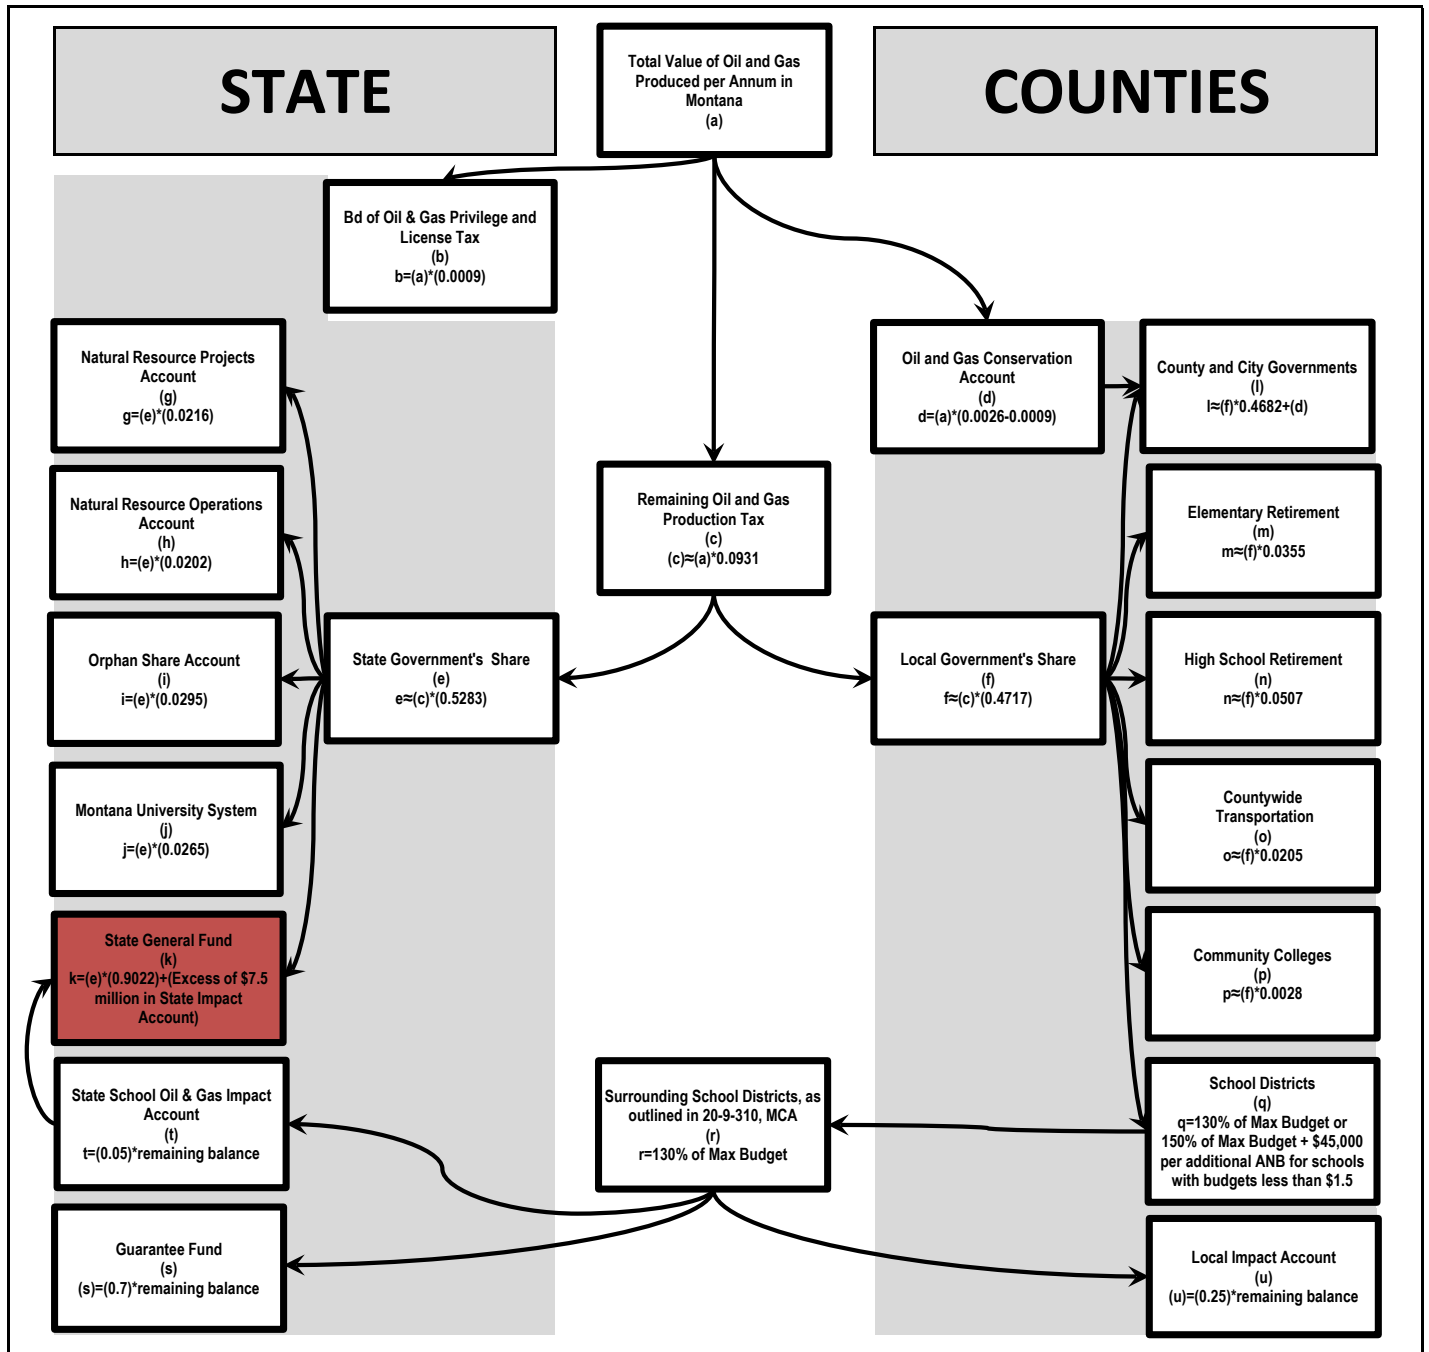 STATE
Total Value of Oil and Gas
Produced per Annum in
Montana
(a)
COUNTIES
Bd of Oil & Gas Privilege and
License Tax
(b)
b=(a)*(0.0009)
Natural Resource Projects
Account
(g)
g=(e)*(0.0216)
Oil and Gas Conservation
Account
(d)
d=(a)*(0.0026-0.0009)
County and City Governments
(l)
l≈(f)*0.4682+(d)
Natural Resource Operations
Account
(h)
h=(e)*(0.0202)
Remaining Oil and Gas
Production Tax
(c)
(c)≈(a)*0.0931
Elementary Retirement
(m)
m≈(f)*0.0355
Orphan Share Account
(i)
i=(e)*(0.0295)
State Government's  Share
(e)
e≈(c)*(0.5283)
Local Government's Share
(f)
f≈(c)*(0.4717)
High School Retirement
(n)
n≈(f)*0.0507
Montana University System
(j)
j=(e)*(0.0265)
Countywide
Transportation
(o)
o≈(f)*0.0205
State General Fund
(k)
k=(e)*(0.9022)+(Excess of $7.5
million in State Impact
Account)
Community Colleges
(p)
p≈(f)*0.0028
State School Oil & Gas Impact
Account
(t)
t=(0.05)*remaining balance
Surrounding School Districts, as
outlined in 20-9-310, MCA
(r)
r=130% of Max Budget
School Districts
(q)
q=130% of Max Budget or
150% of Max Budget + $45,000
per additional ANB for schools
with budgets less than $1.5
Guarantee Fund
(s)
(s)=(0.7)*remaining balance
Local Impact Account
(u)
(u)=(0.25)*remaining balance